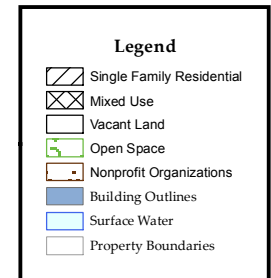 Legend
Single Family Residential
Mixed Use
Vacant Land
Open Space
Nonprofit Organizations
Building Outlines
Surface Water
Property Boundaries